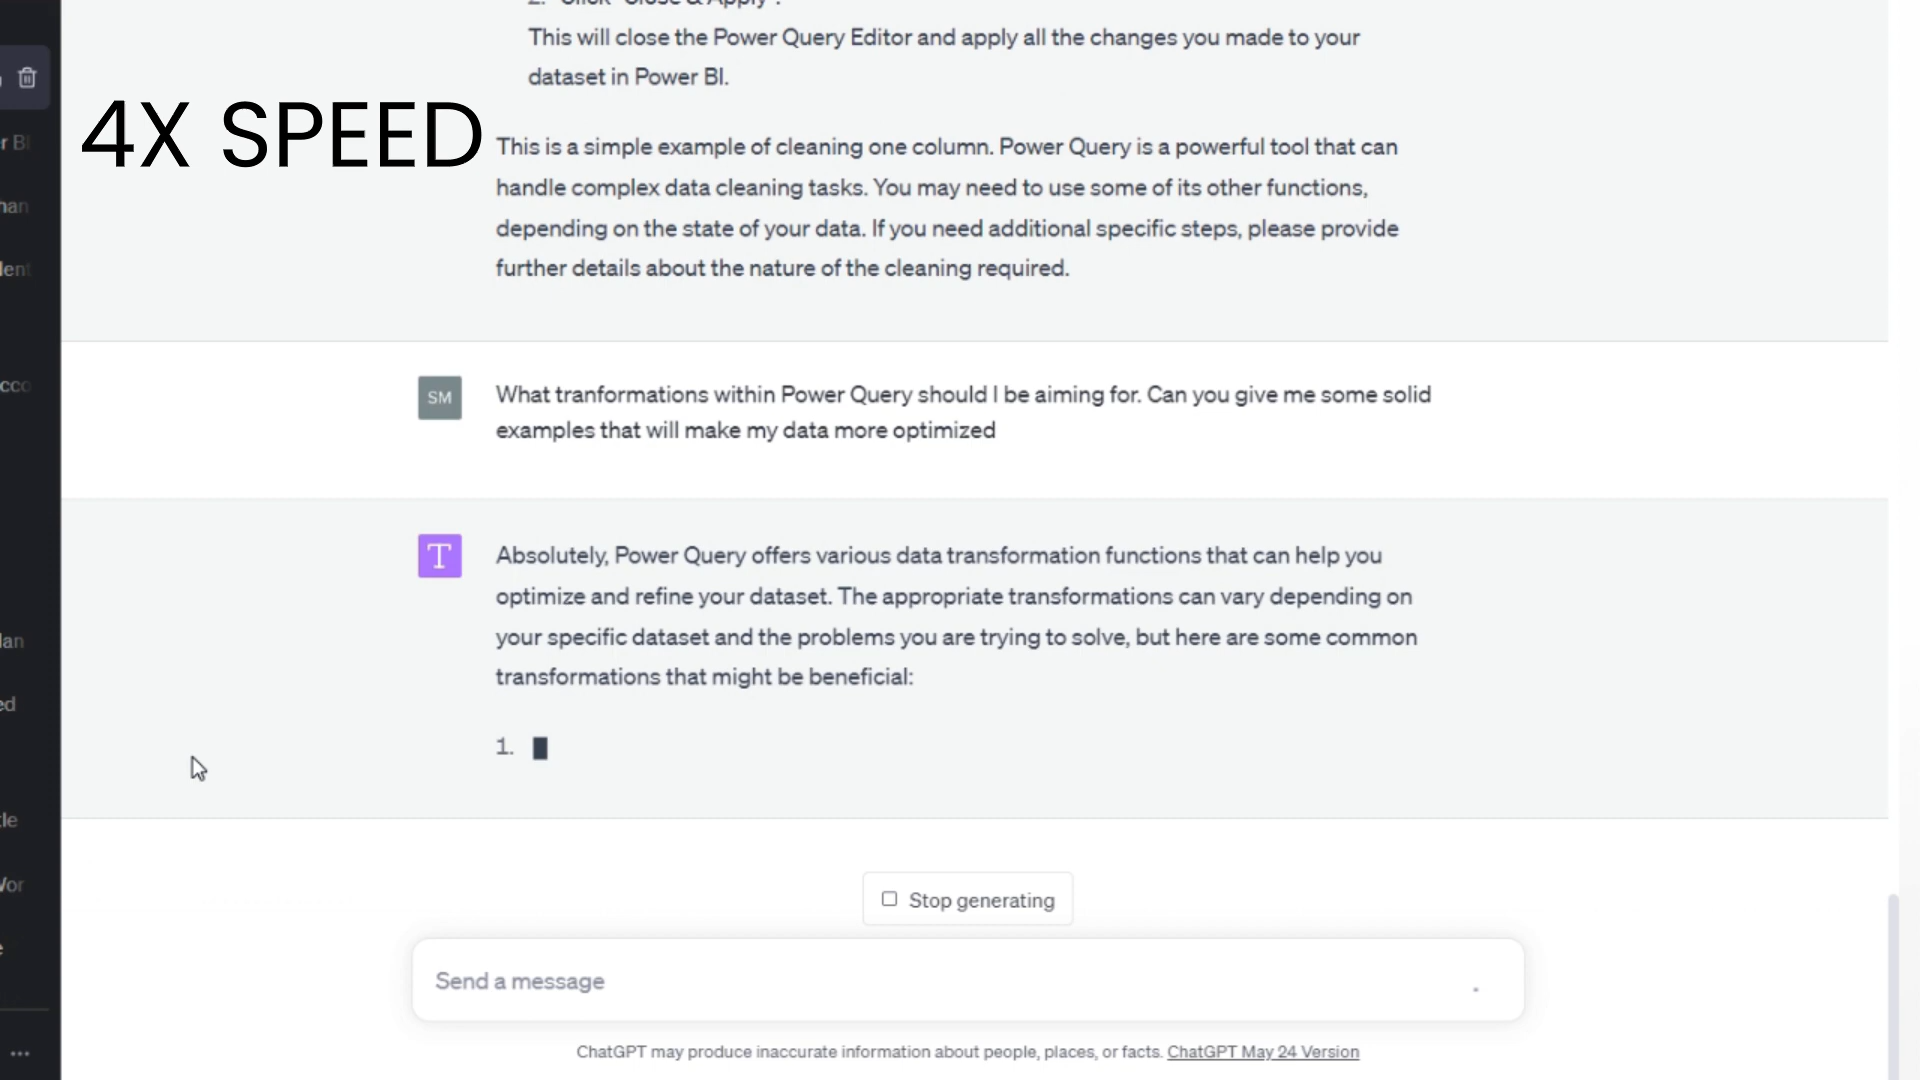 2. "Click "Close & Apply".
This will close the Power Query Editor and apply all the changes you made to your
dataset in Power BI.
4X SPEED
This is a simple example of cleaning one column. Power Query is a powerful tool that can
handle complex data cleaning tasks. You may need to use some of its other functions,
depending on the state of your data. If you need additional specific steps, please provide
further details about the nature of the cleaning required.
SM
What tranformations within Power Query should I be aiming for. Can you give me some solid
examples that will make my data more optimized
T
Absolutely, Power Query offers various data transformation functions that can help you
optimize and refine your dataset. The appropriate transformations can vary depending on
your specific dataset and the problems you are trying to solve, but here are some common
transformations that might be beneficial:
1.
Stop generating
Send a message
ChatGPT may produce inaccurate information about people, places, or facts. ChatGPT May 24 Version